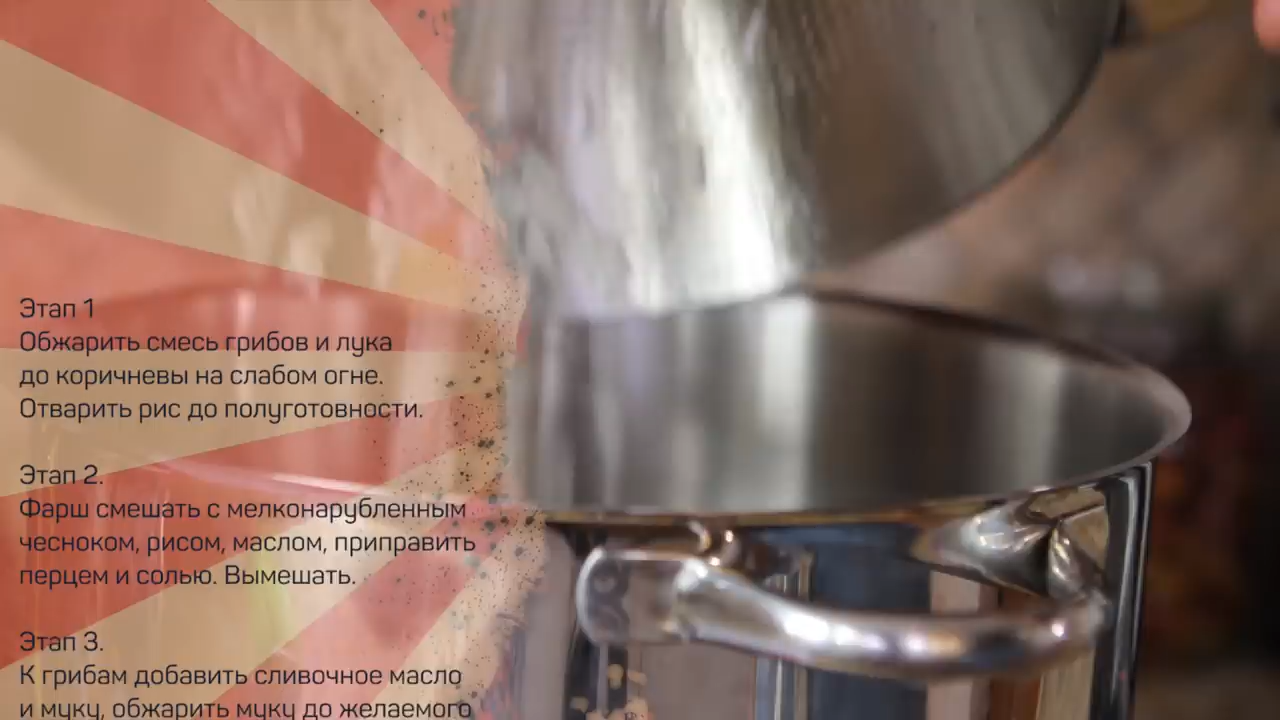 Этап 1
Обжарить смесь грибов и лука
до коричневы на слабом огне.
Отварить рис до полуготовности.
Этап 2.
Фарш смешать с мелконарубленным
чесноком, рисом, маслом, приправить
перцем и солью. Вымешать.
Этап 3.
К грибам добавить сливочное масло
и муку, обжарить муку до желаемого